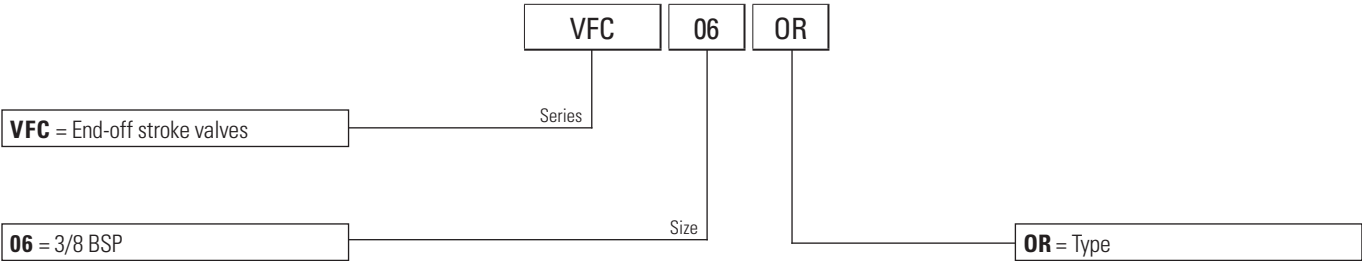 VFC 06 OR
Series
VFC = End-off stroke valves
Size
06 = 3/8 BSP
OR = Type